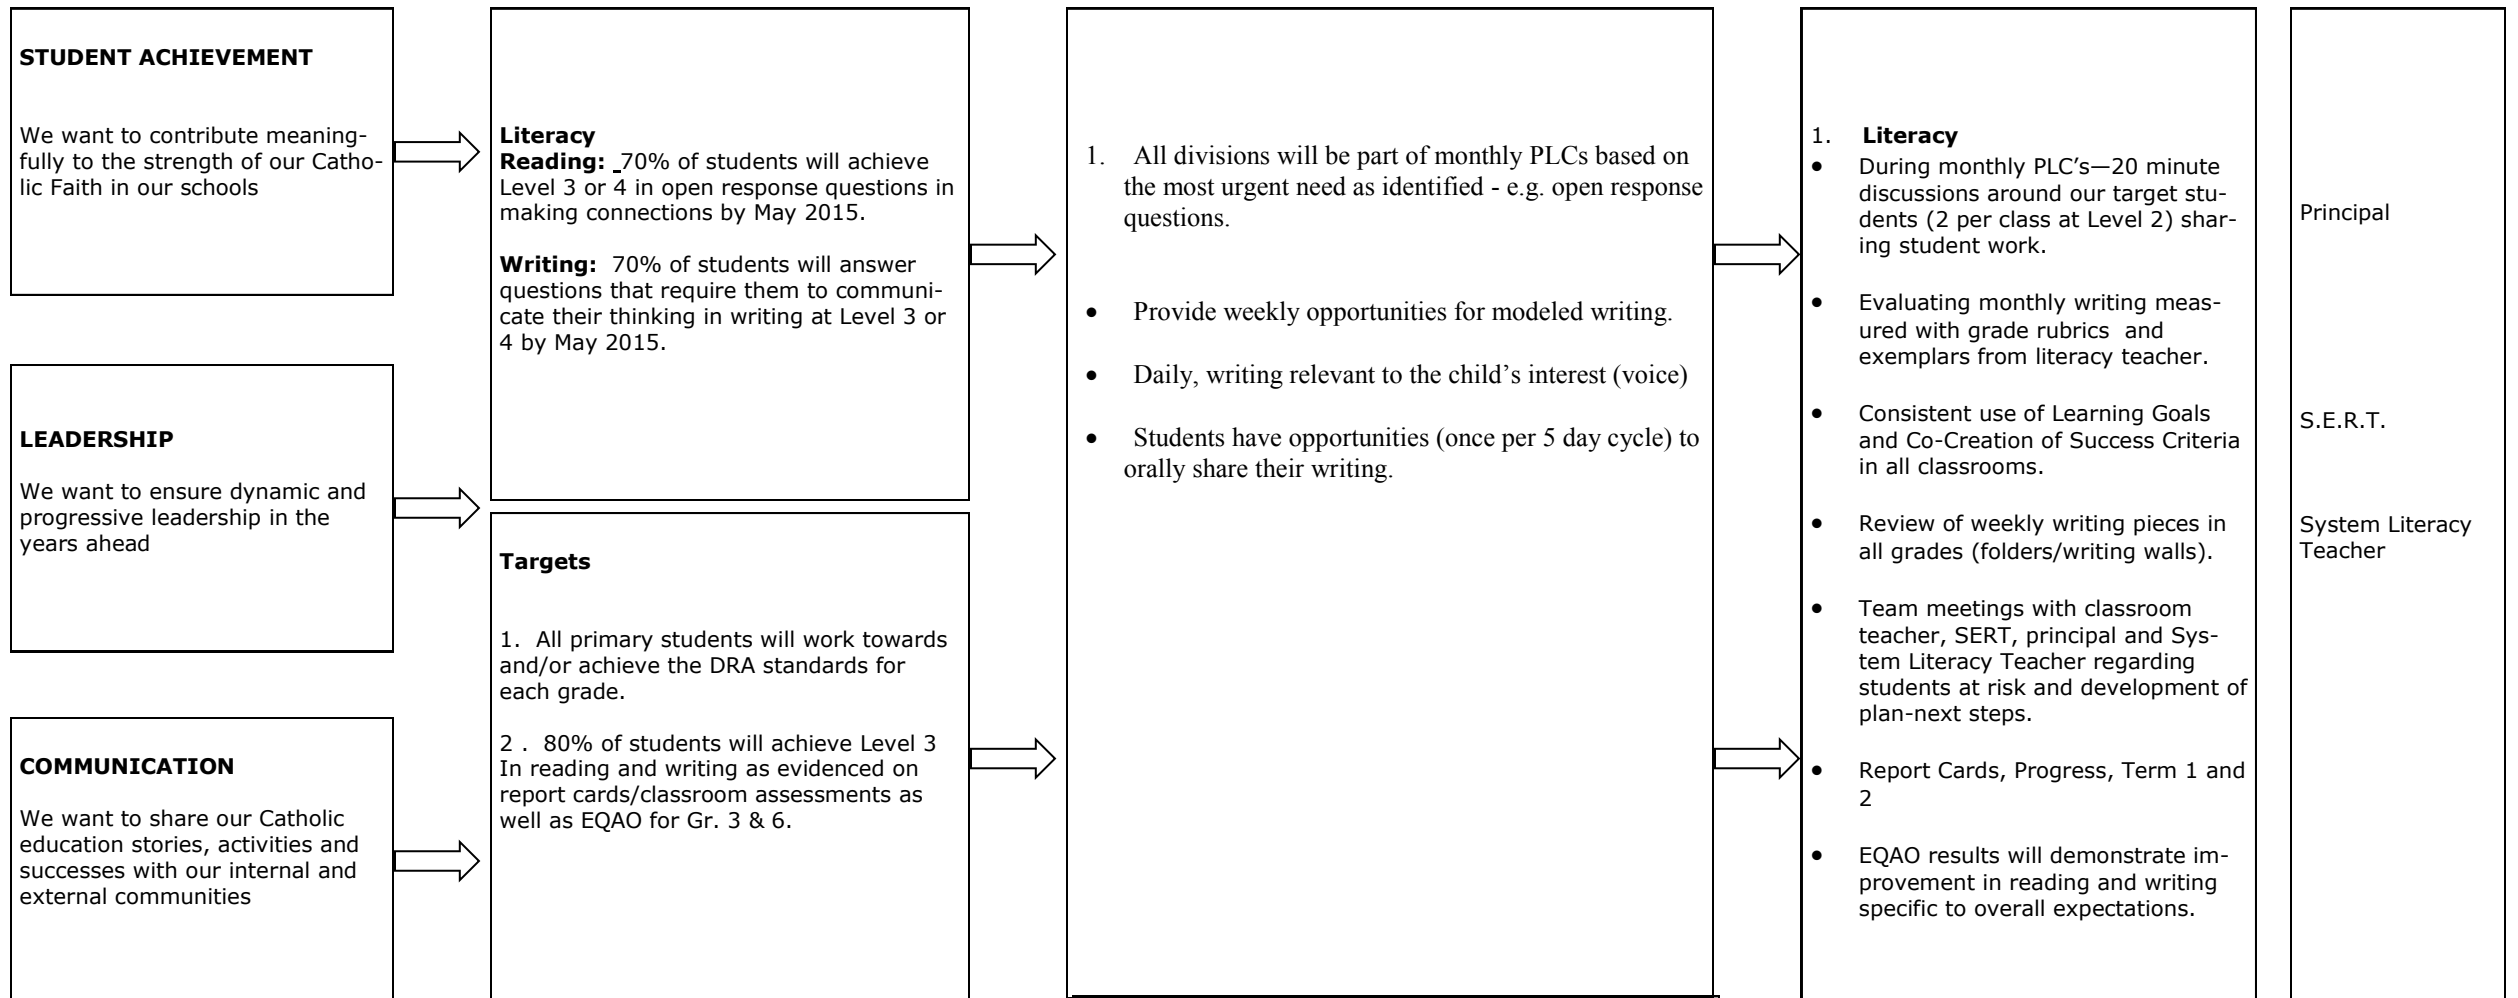 STUDENT ACHIEVEMENT
We want to contribute meaning-
fully to the strength of our Catho-
lic Faith in our schools
LEADERSHIP
We want to ensure dynamic and
progressive leadership in the
years ahead
COMMUNICATION
We want to share our Catholic
education stories, activities and
successes with our internal and
external communities
Literacy
Reading: 70% of students will achieve
Level 3 or 4 in open response questions in
making connections by May 2015.
Writing: 70% of students will answer
questions that require them to communi-
cate their thinking in writing at Level 3 or
4 by May 2015.
Targets
1. All primary students will work towards
and/or achieve the DRA standards for
each grade.
2 . 80% of students will achieve Level 3
In reading and writing as evidenced on
report cards/classroom assessments as
well as EQAO for Gr. 3 & 6.
1. All divisions will be part of monthly PLCs based on
the most urgent need as identified - e.g. open response
questions.
• Provide weekly opportunities for modeled writing.
• Daily, writing relevant to the child's interest (voice)
• Students have opportunities (once per 5 day cycle) to
orally share their writing.
1. Literacy
• During monthly PLC's—20 minute
discussions around our target stu-
dents (2 per class at Level 2) shar-
ing student work.
• Evaluating monthly writing meas-
ured with grade rubrics and
exemplars from literacy teacher.
• Consistent use of Learning Goals
and Co-Creation of Success Criteria
in all classrooms.
• Review of weekly writing pieces in
all grades (folders/writing walls).
• Team meetings with classroom
teacher, SERT, principal and Sys-
tem Literacy Teacher regarding
students at risk and development of
plan-next steps.
• Report Cards, Progress, Term 1 and
2
• EQAO results will demonstrate im-
provement in reading and writing
specific to overall expectations.
Principal
S.E.R.T.
System Literacy
Teacher